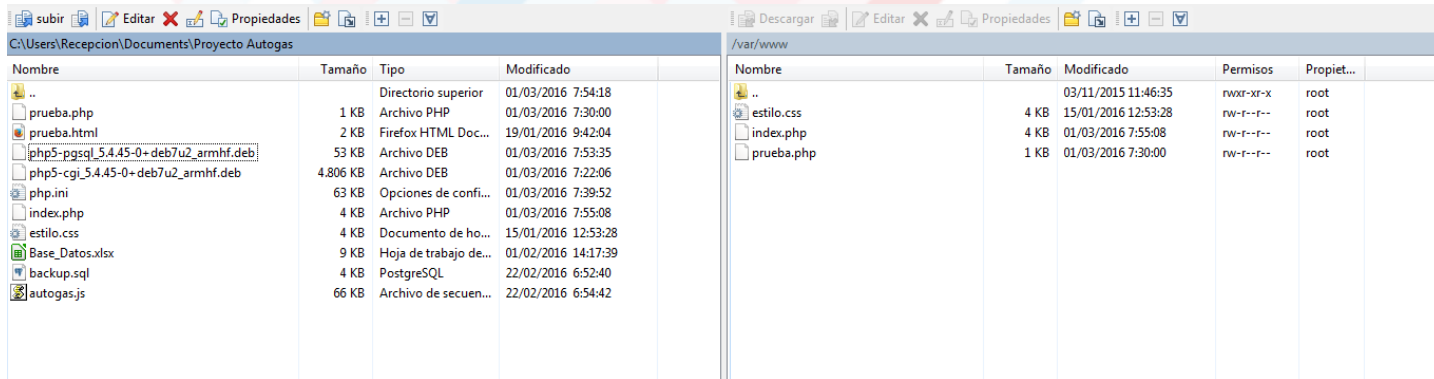 subir Editar Propiedades Descargar Editar Propiedades
C:\Users\Recepcion\Documents\Proyecto Autogas
Nombre Tamaño Tipo Modificado
.. Directorio superior 01/03/2016 7:54:18
prueba.php 1 KB Archivo PHP 01/03/2016 7:30:00
prueba.html 2 KB Firefox HTML Doc... 19/01/2016 9:42:04
php5-pgsql_5.4.45-0+deb7u2_armhf.deb 53 KB Archivo DEB 01/03/2016 7:53:35
php5-cgi_5.4.45-0+deb7u2_armhf.deb 4.806 KB Archivo DEB 01/03/2016 7:22:06
php.ini 63 KB Opciones de confi... 01/03/2016 7:39:52
index.php 4 KB Archivo PHP 01/03/2016 7:55:08
estilo.css 4 KB Documento de ho... 15/01/2016 12:53:28
Base_Datos.xlsx 9 KB Hoja de trabajo de... 01/02/2016 14:17:39
backup.sql 4 KB PostgreSQL 22/02/2016 6:52:40
autogas.js 66 KB Archivo de secuen... 22/02/2016 6:54:42
/var/www
Nombre Tamaño Modificado Permisos Propiet...
.. 03/11/2015 11:46:35 rwxr-xr-x root
estilo.css 4 KB 15/01/2016 12:53:28 rw-r--r-- root
index.php 4 KB 01/03/2016 7:55:08 rw-r--r-- root
prueba.php 1 KB 01/03/2016 7:30:00 rw-r--r-- root